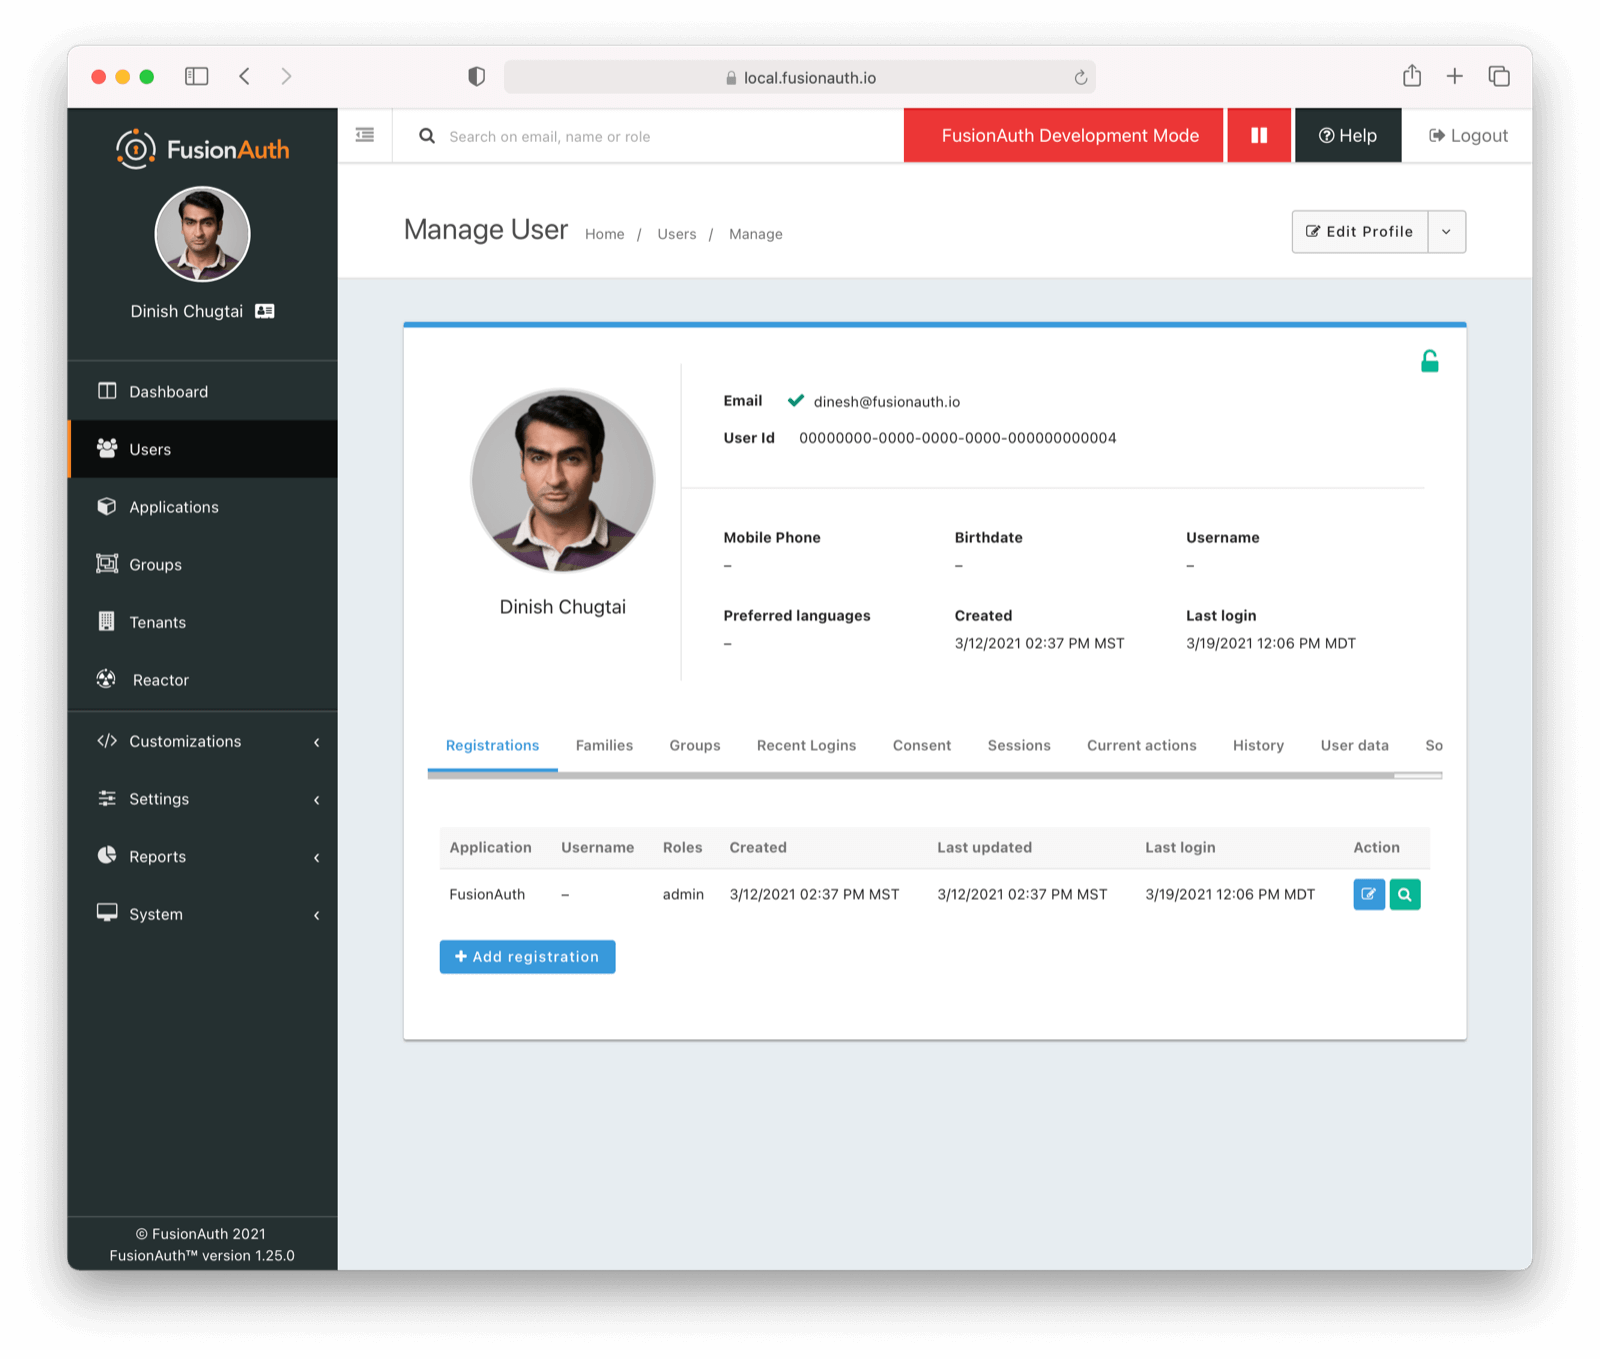 local.fusionauth.io
FusionAuth
Search on email, name or role
FusionAuth Development Mode
Help
Logout
Dinish Chugtai
Dashboard
Users
Applications
Groups
Tenants
Reactor
Customizations
Settings
Reports
System
© FusionAuth 2021
FusionAuth™ version 1.25.0
Manage User Home / Users / Manage
Edit Profile
Dinish Chugtai
Email dinesh@fusionauth.io
User Id 00000000-0000-0000-0000-000000000004
Mobile Phone Birthdate Username
– – –
Preferred languages Created Last login
– 3/12/2021 02:37 PM MST 3/19/2021 12:06 PM MDT
Registrations Families Groups Recent Logins Consent Sessions Current actions History User data So
Application Username Roles Created Last updated Last login Action
FusionAuth – admin 3/12/2021 02:37 PM MST 3/12/2021 02:37 PM MST 3/19/2021 12:06 PM MDT
Add registration